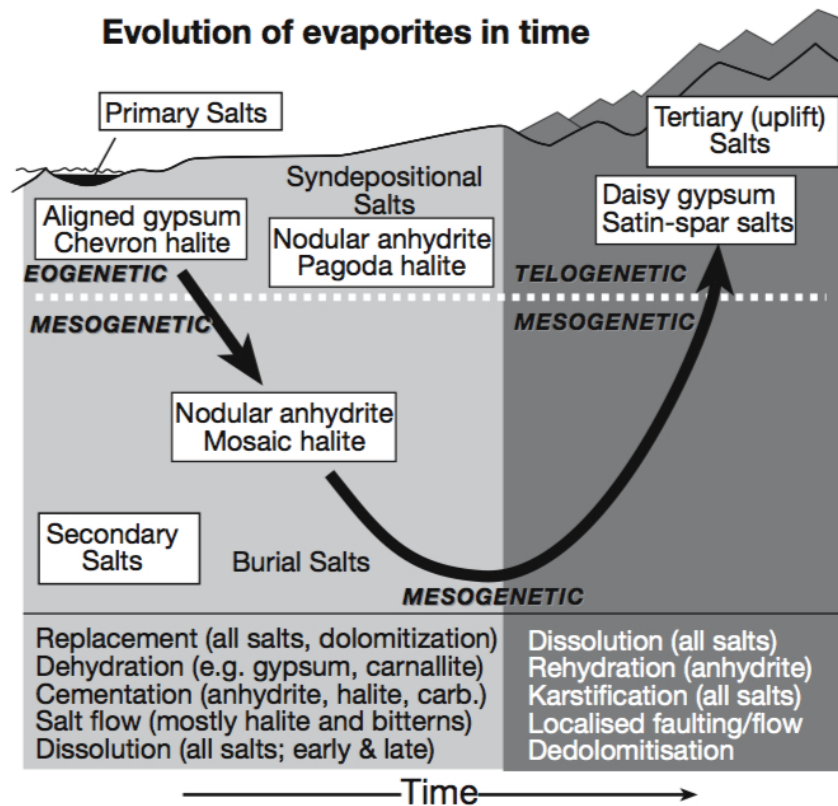 Evolution of evaporites in time
Primary Salts
Tertiary (uplift)
Salts
Syndepositional
Salts
Aligned gypsum
Chevron halite
Nodular anhydrite
Pagoda halite
Daisy gypsum
Satin-spar salts
EOGENETIC
TELOGENETIC
MESOGENETIC
MESOGENETIC
Nodular anhydrite
Mosaic halite
Secondary
Salts
Burial Salts
MESOGENETIC
Replacement (all salts, dolomitization)
Dehydration (e.g. gypsum, carnallite)
Cementation (anhydrite, halite, carb.)
Salt flow (mostly halite and bitterns)
Dissolution (all salts; early & late)
Dissolution (all salts)
Rehydration (anhydrite)
Karstification (all salts)
Localised faulting/flow
Dedolomitisation
Time